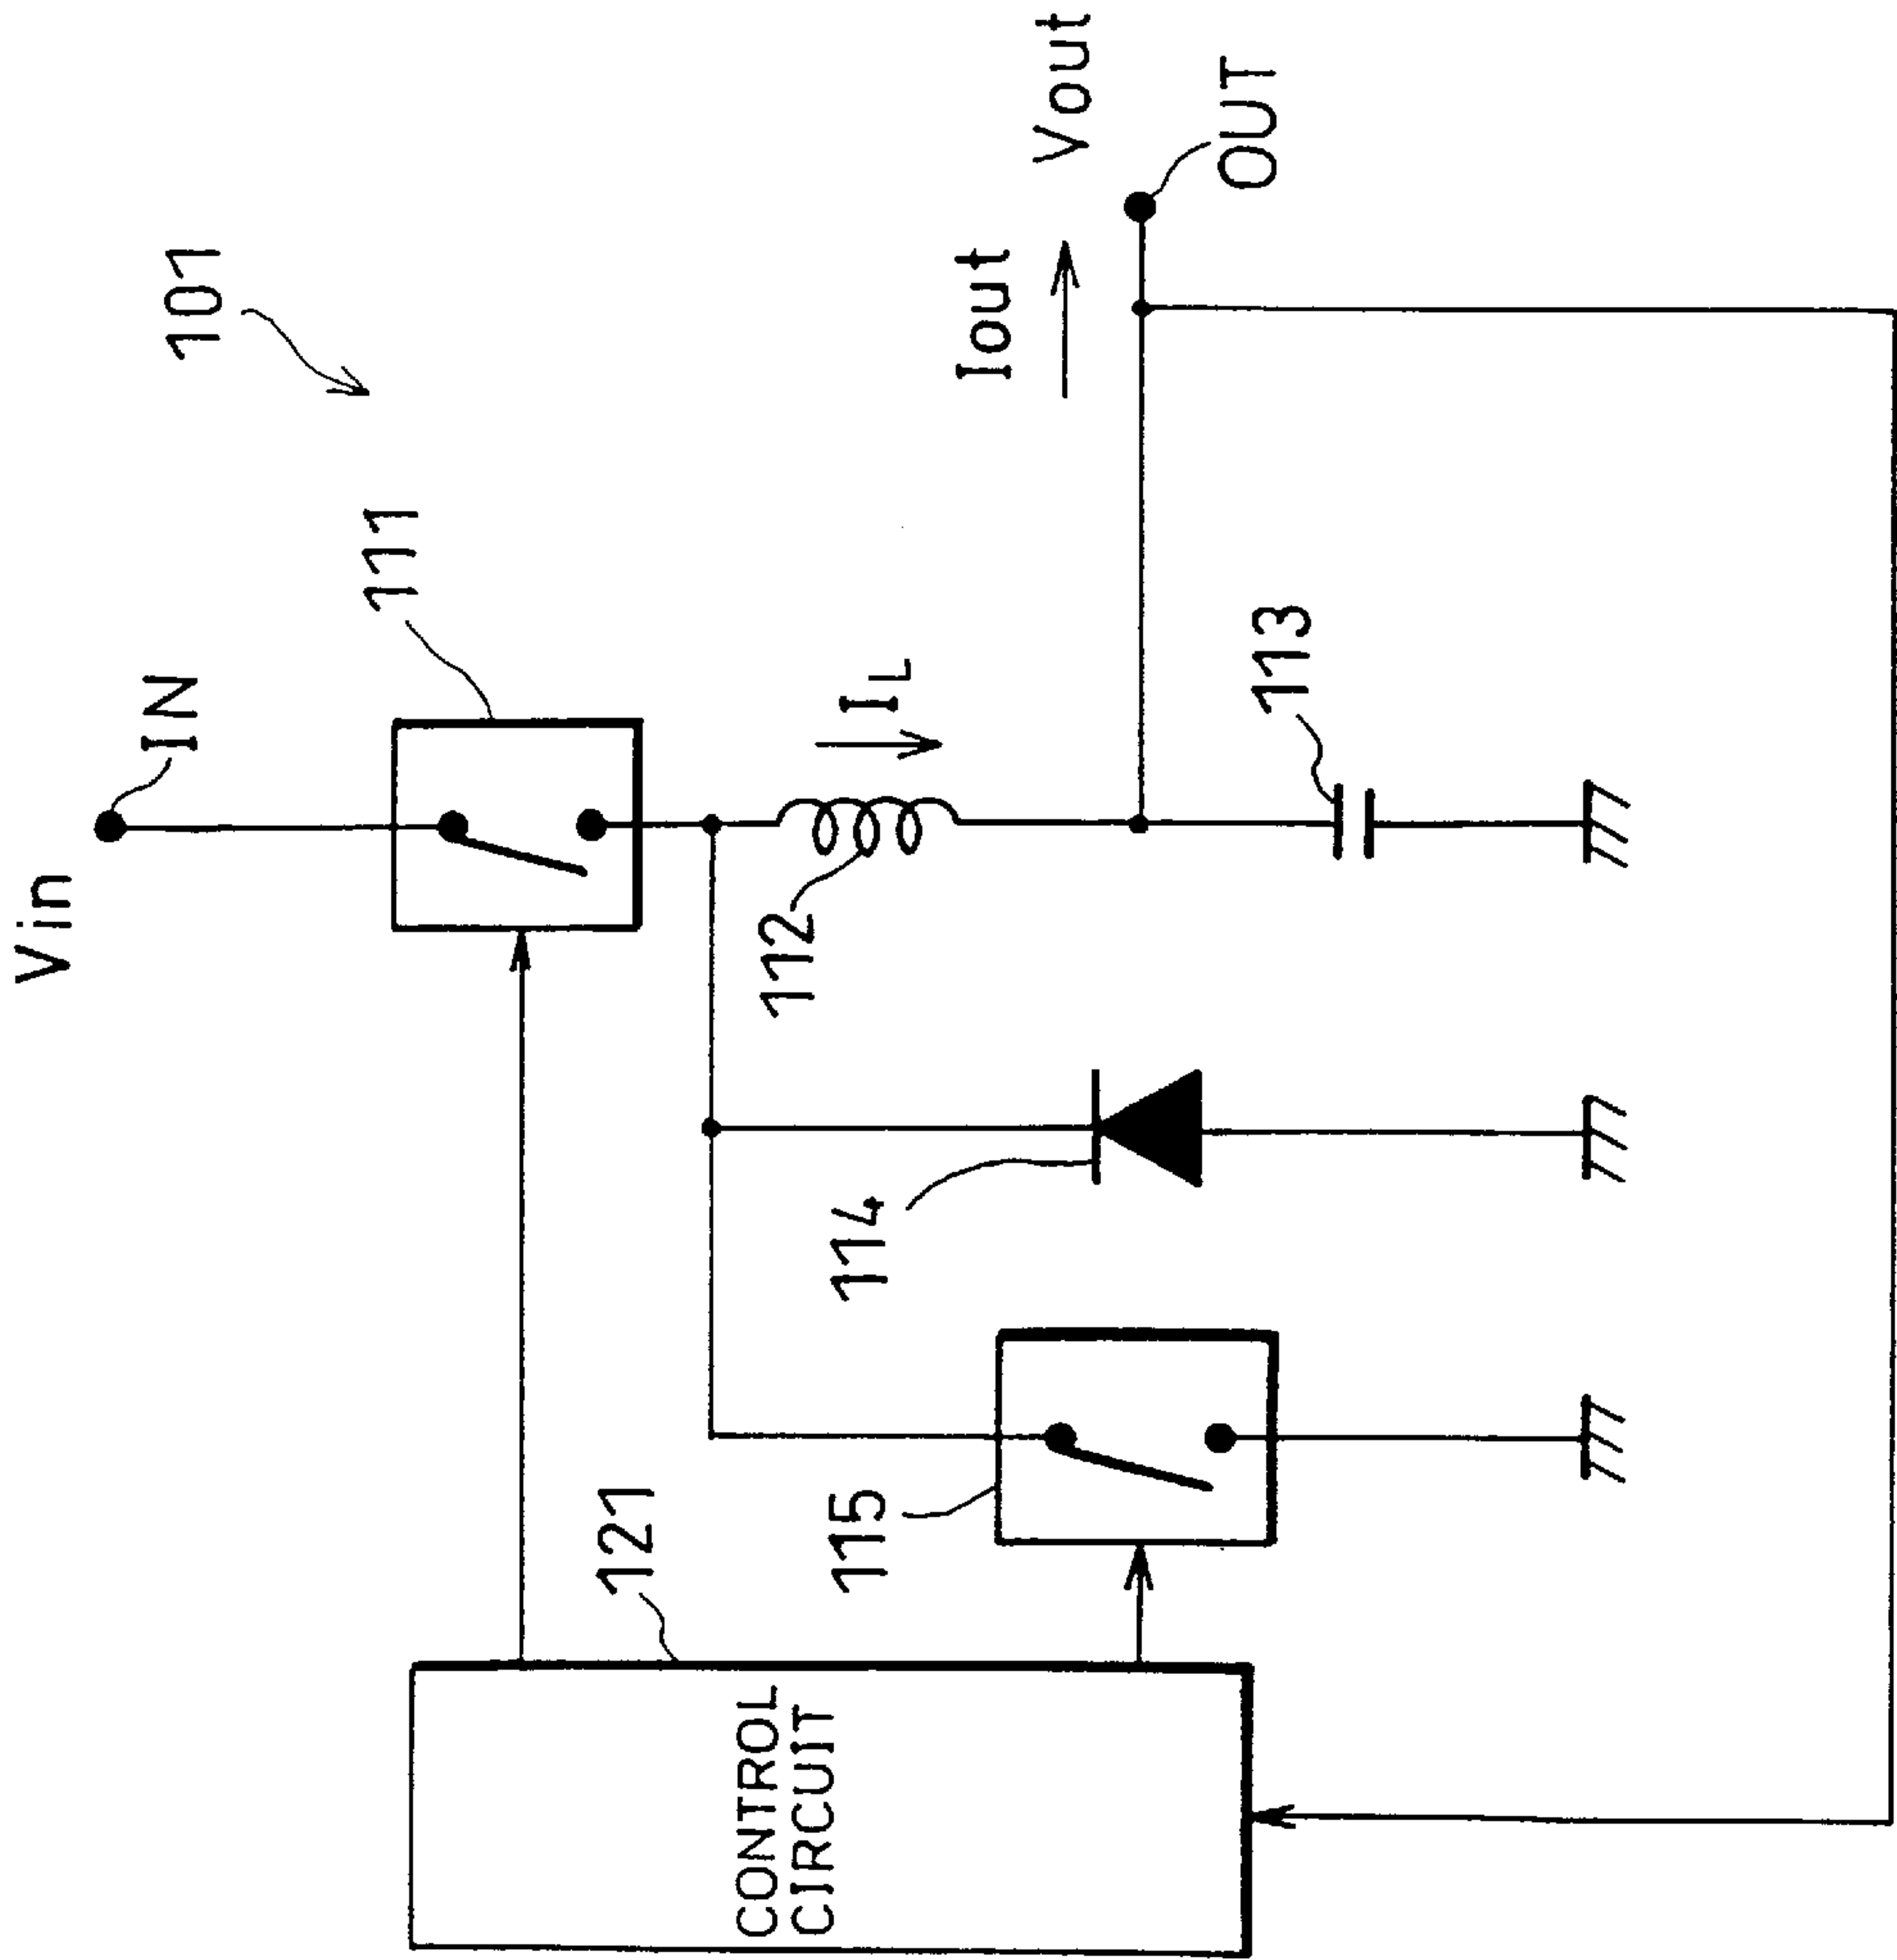 101
Vin
IN
111
Iout
Vout
OUT
IL
112
113
114
115
121
CONTROL
CIRCUIT